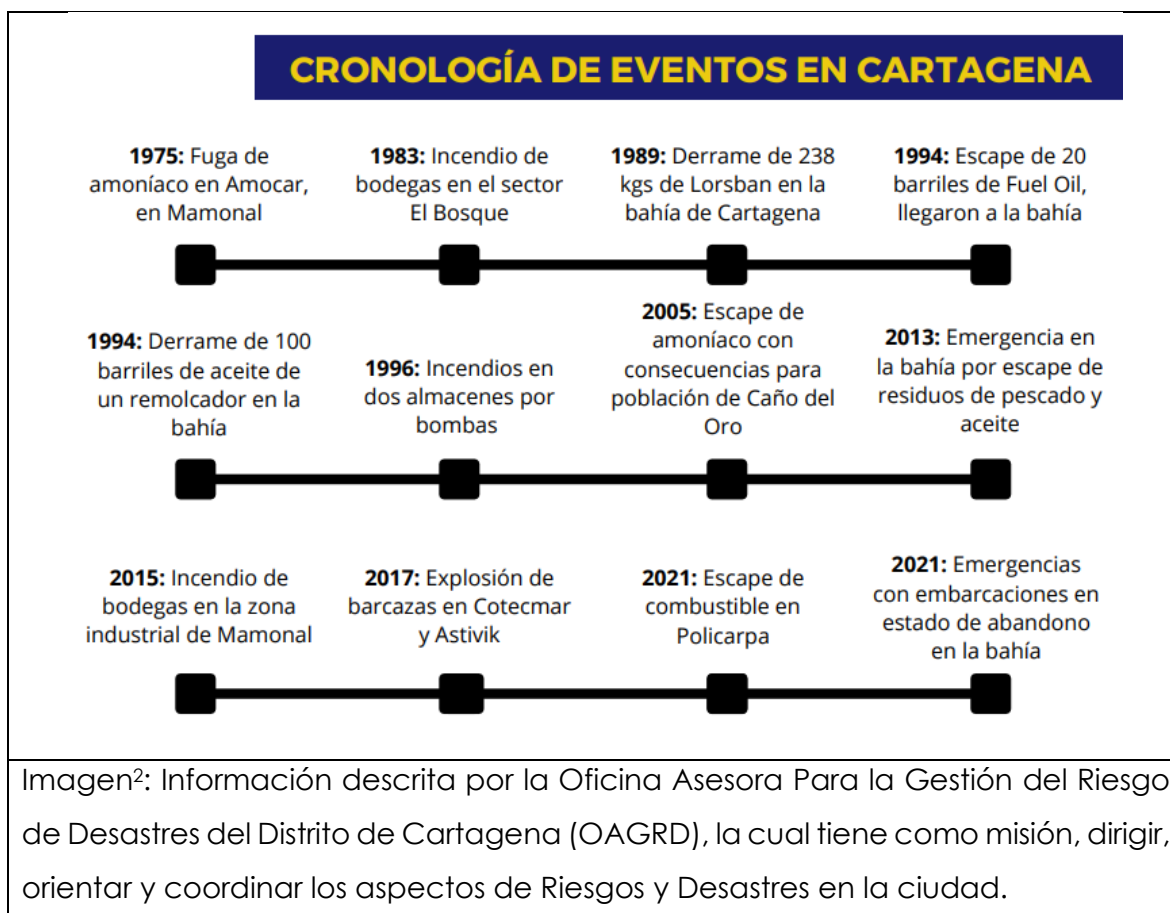 CRONOLOGÍA DE EVENTOS EN CARTAGENA
1975: Fuga de
amoníaco en Amocar,
en Mamonal
1983: Incendio de
bodegas en el sector
El Bosque
1989: Derrame de 238
kgs de Lorsban en la
bahía de Cartagena
1994: Escape de 20
barriles de Fuel Oil,
llegaron a la bahía
1994: Derrame de 100
barriles de aceite de
un remolcador en la
bahía
1996: Incendios en
dos almacenes por
bombas
2005: Escape de
amoníaco con
consecuencias para
población de Caño del
Oro
2013: Emergencia en
la bahía por escape de
residuos de pescado y
aceite
2015: Incendio de
bodegas en la zona
industrial de Mamonal
2017: Explosión de
barcazas en Cotecmar
y Astivik
2021: Escape de
combustible en
Policarpa
2021: Emergencias
con embarcaciones en
estado de abandono
en la bahía
Imagen²: Información descrita por la Oficina Asesora Para la Gestión del Riesgo
de Desastres del Distrito de Cartagena (OAGRD), la cual tiene como misión, dirigir,
orientar y coordinar los aspectos de Riesgos y Desastres en la ciudad.